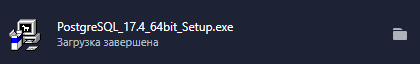 PostgreSQL_17.4_64bit_Setup.exe
Загрузка завершена